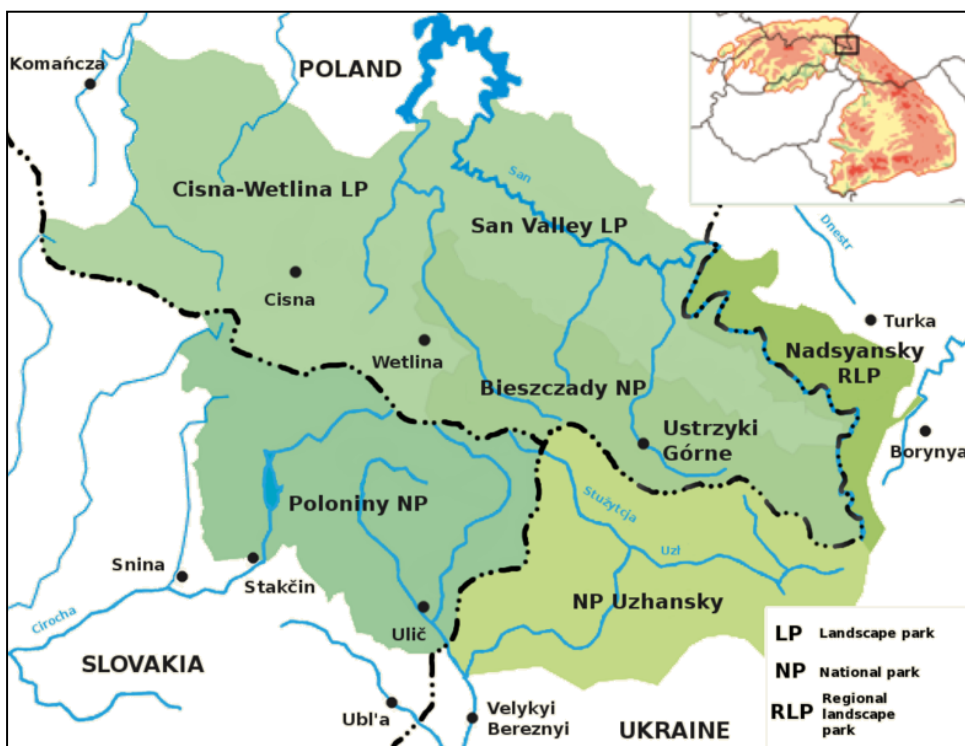 Komańcza
POLAND
Cisna-Wetlina LP
San
San Valley LP
Dnestr
Cisna
Turka
Wetlina
Nadsyansky
RLP
Bieszczady NP
Ustrzyki
Górne
Borynya
Poloniny NP
Stużytcja
Uzł
Snina
Stakčin
NP Uzhansky
Cirocha
Ulič
SLOVAKIA
Ubl'a
Velykyi
Bereznyi
UKRAINE
LP Landscape park
NP National park
RLP Regional
landscape
park